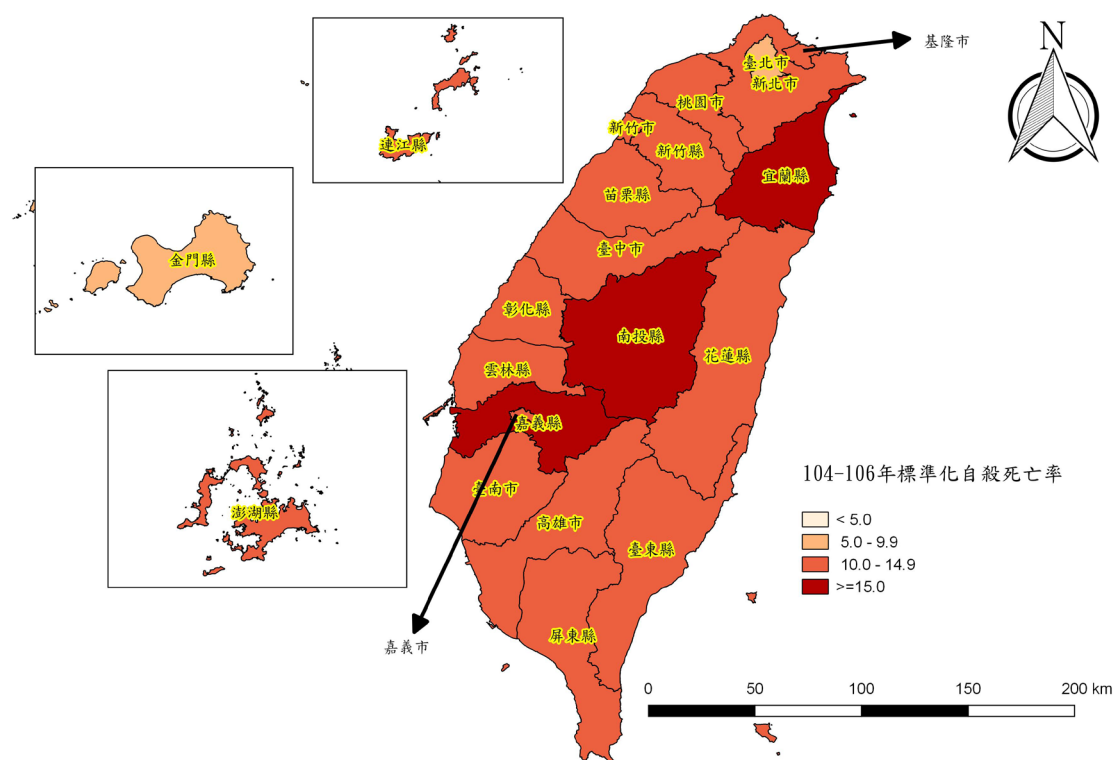 基隆市
N
臺北市
新北市
桃園市
新竹市
新竹縣
連江縣
宜蘭縣
苗栗縣
臺中市
金門縣
彰化縣
南投縣
花蓮縣
雲林縣
嘉義縣
104-106年標準化自殺死亡率
臺南市
澎湖縣
高雄市
臺東縣
< 5.0
5.0 - 9.9
10.0 - 14.9
>=15.0
屏東縣
嘉義市
0 50 100 150 200 km